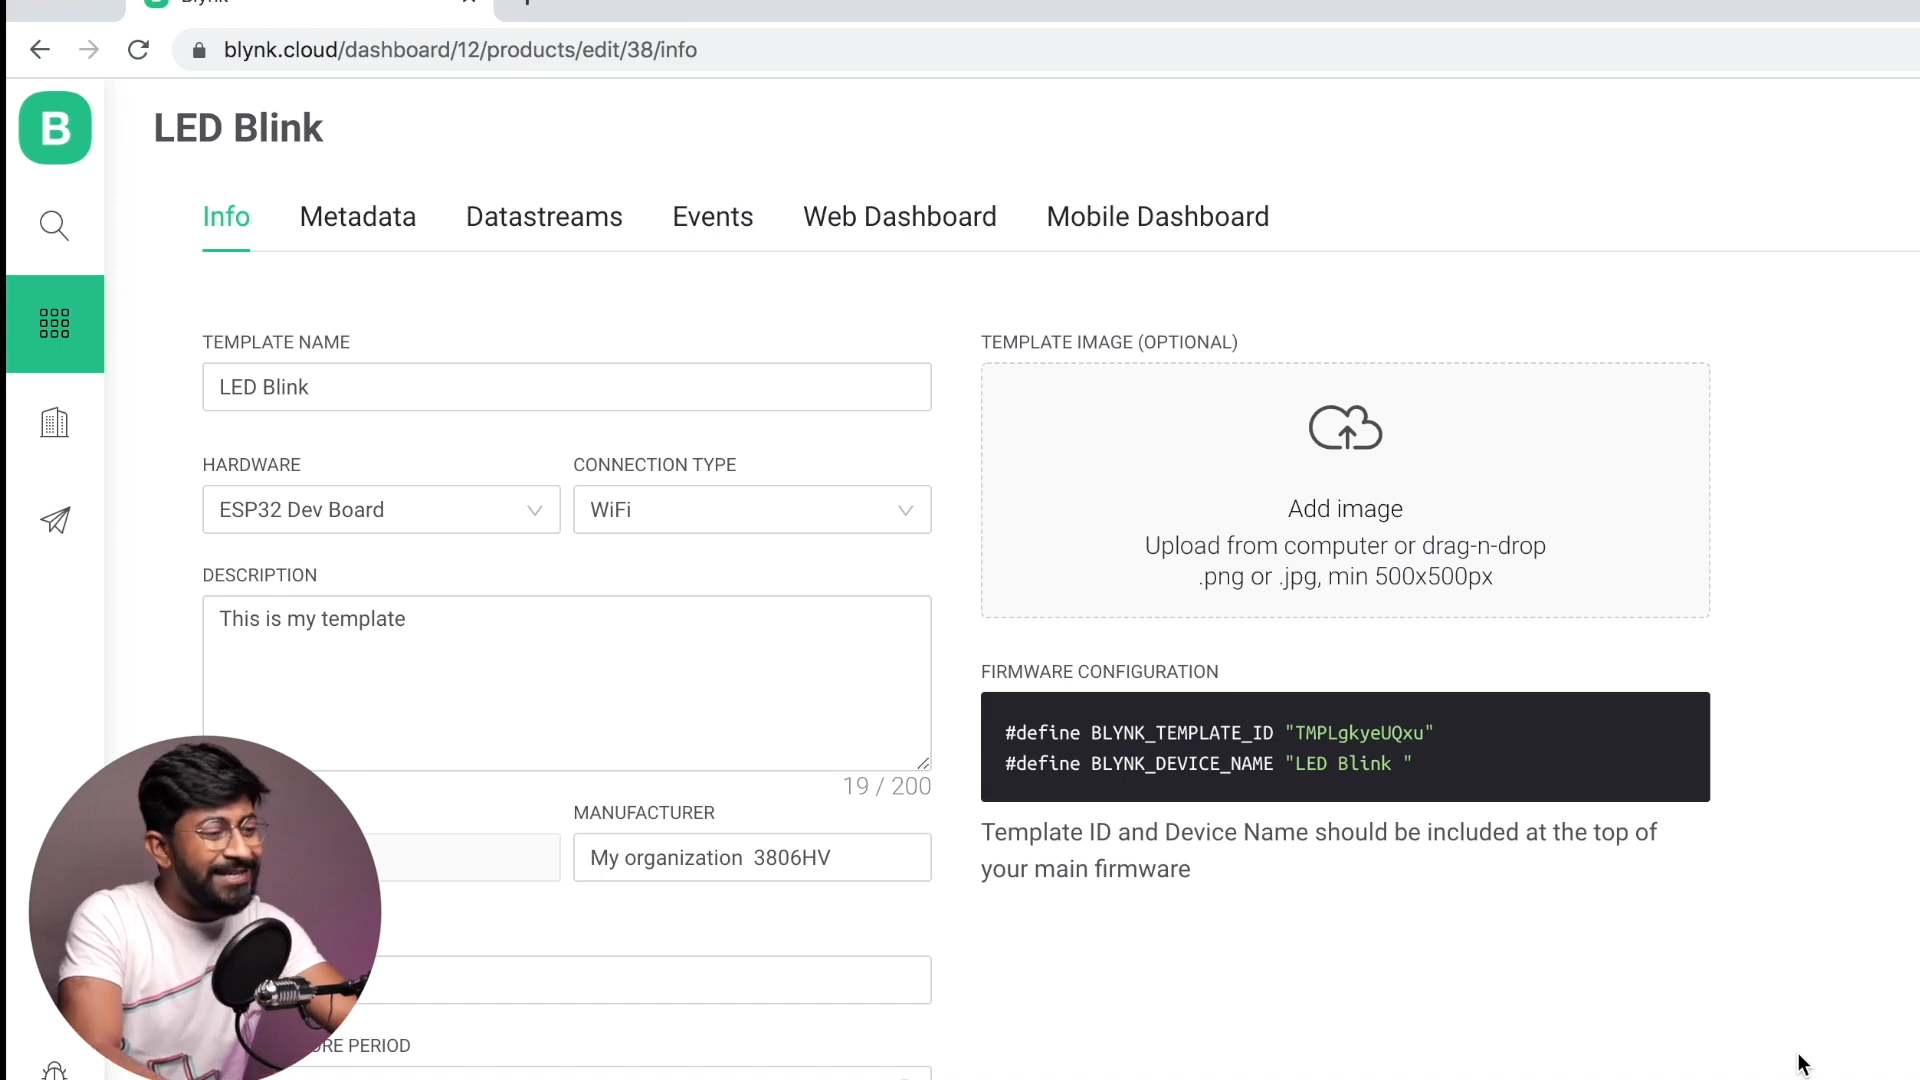 blynk.cloud/dashboard/12/products/edit/38/info
B
LED Blink
Info Metadata Datastreams Events Web Dashboard Mobile Dashboard
TEMPLATE NAME
LED Blink
HARDWARE
CONNECTION TYPE
ESP32 Dev Board
WiFi
DESCRIPTION
This is my template
19 / 200
MANUFACTURER
My organization  3806HV
PERIOD
TEMPLATE IMAGE (OPTIONAL)
Add image
Upload from computer or drag-n-drop
.png or .jpg, min 500x500px
FIRMWARE CONFIGURATION
#define BLYNK_TEMPLATE_ID "TMPLgkyeUQxu"
#define BLYNK_DEVICE_NAME "LED Blink "
Template ID and Device Name should be included at the top of
your main firmware